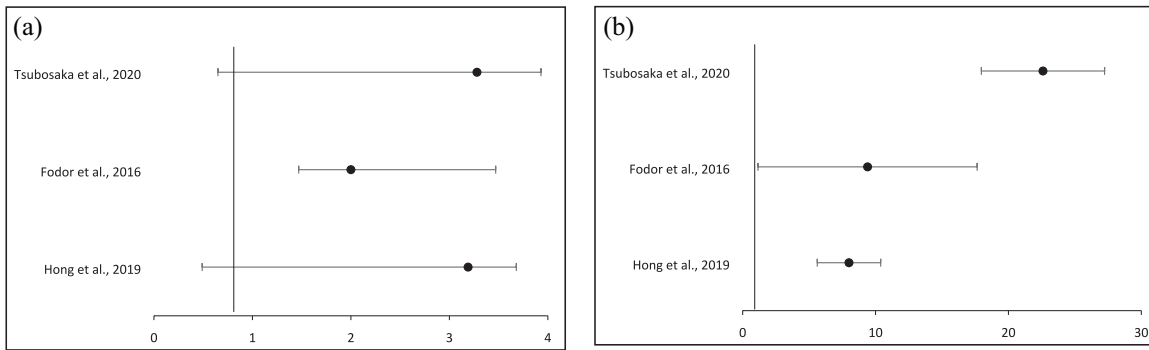 (a)
Tsubosaka et al., 2020
Fodor et al., 2016
Hong et al., 2019
0 1 2 3 4
(b)
Tsubosaka et al., 2020
Fodor et al., 2016
Hong et al., 2019
0 10 20 30